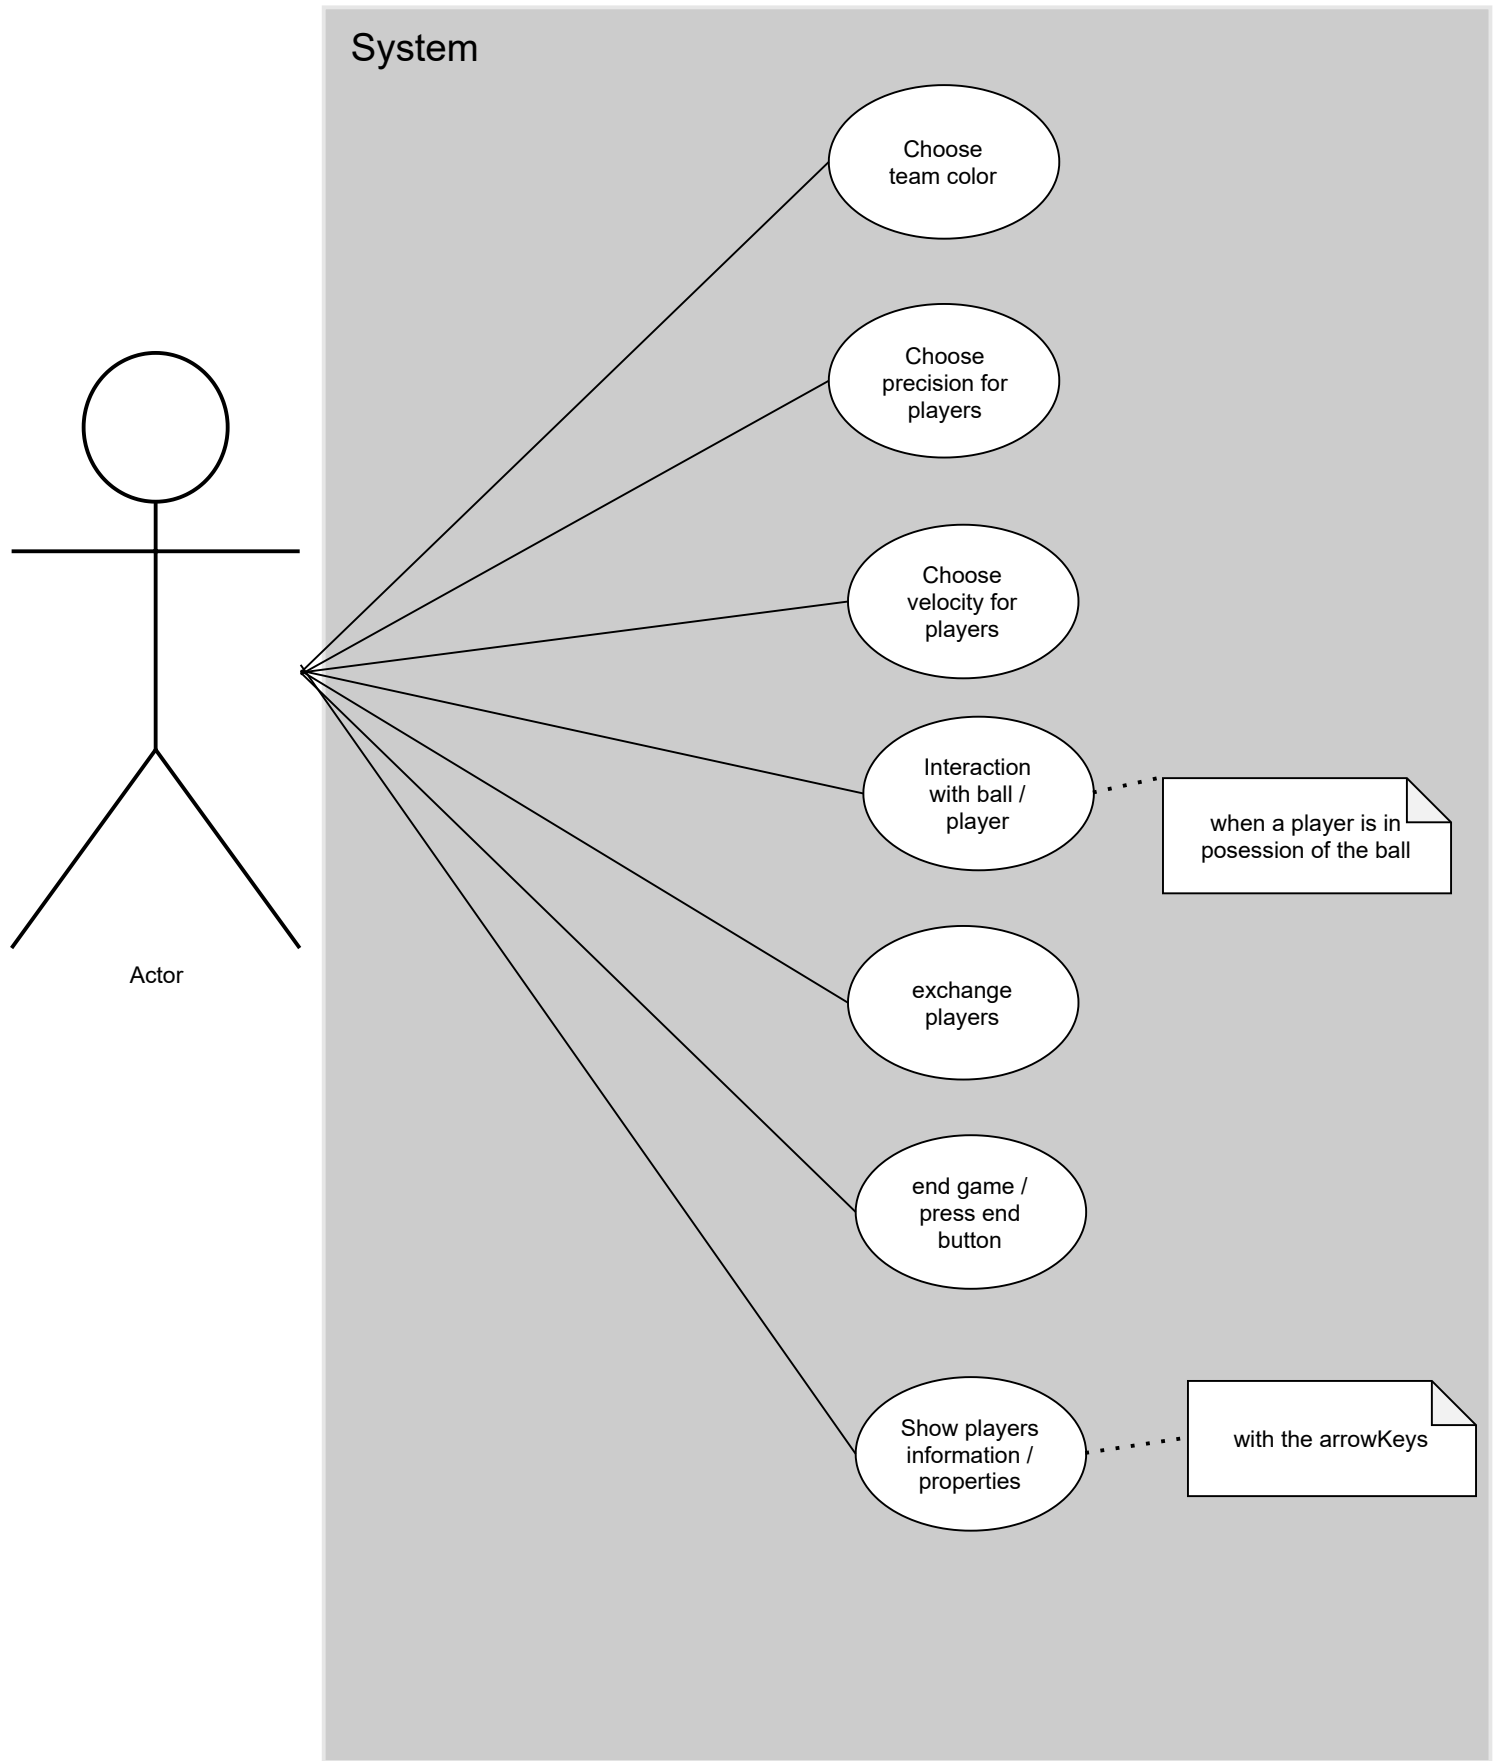 System
Choose
team color
Choose
precision for
players
Choose
velocity for
players
Interaction
with ball /
player
when a player is in
posession of the ball
exchange
players
Actor
end game /
press end
button
Show players
information /
properties
with the arrowKeys